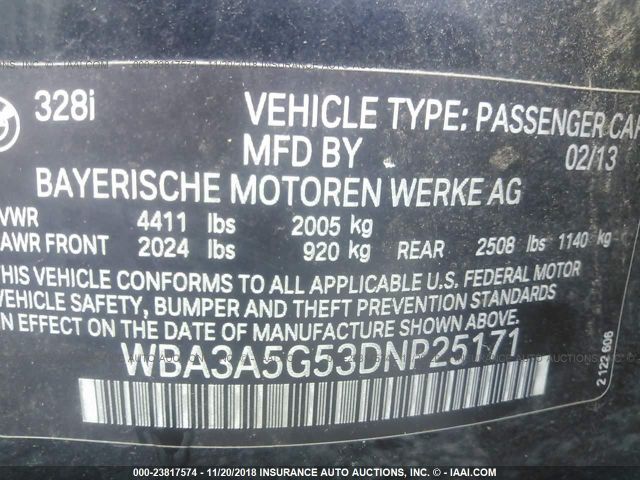 328i
VEHICLE TYPE: PASSENGER CAR
MFD BY 02/13
BAYERISCHE MOTOREN WERKE AG
VWR 4411 lbs 2005 kg
AWR FRONT 2024 lbs 920 kg REAR 2508 lbs 1140 kg
THIS VEHICLE CONFORMS TO ALL APPLICABLE U.S. FEDERAL MOTOR
VEHICLE SAFETY, BUMPER AND THEFT PREVENTION STANDARDS
IN EFFECT ON THE DATE OF MANUFACTURE SHOWN ABOVE.
WBA3A5G53DNP25171
2 122 606
000-23817574 - 11/20/2018 INSURANCE AUTO AUCTIONS, INC. - © - IAAI.COM